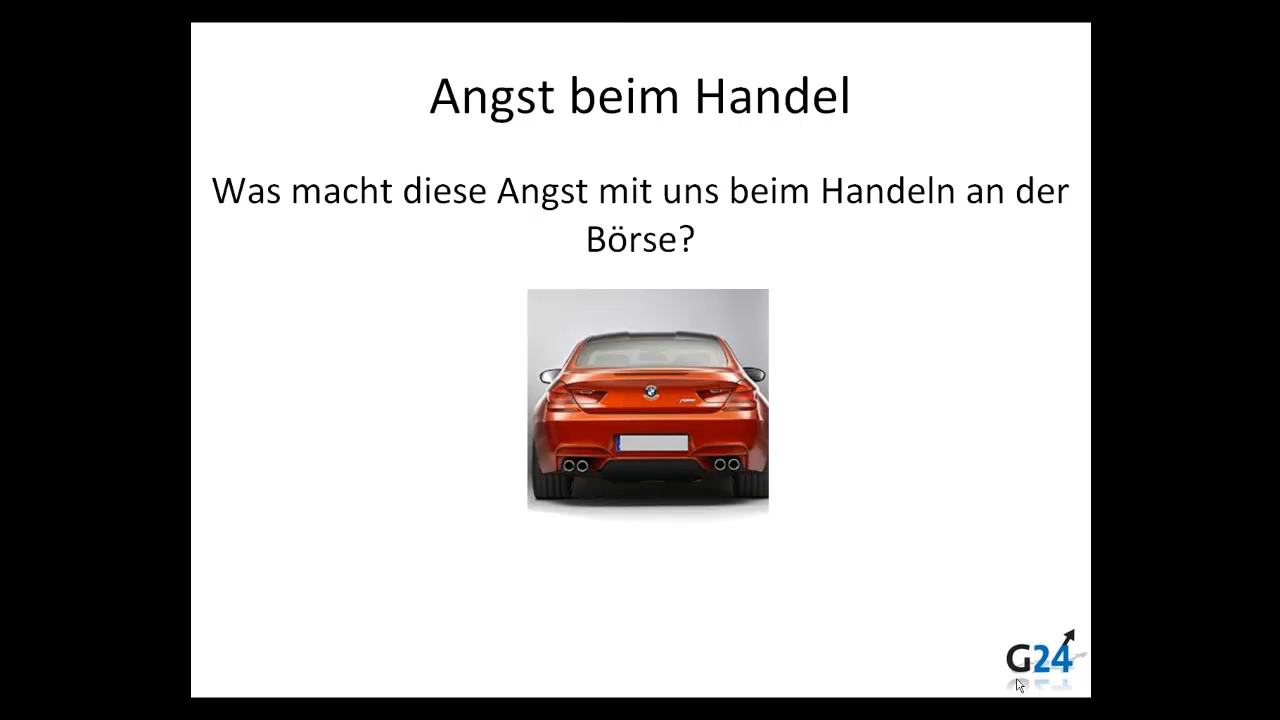 Angst beim Handel
Was macht diese Angst mit uns beim Handeln an der
Börse?
G24